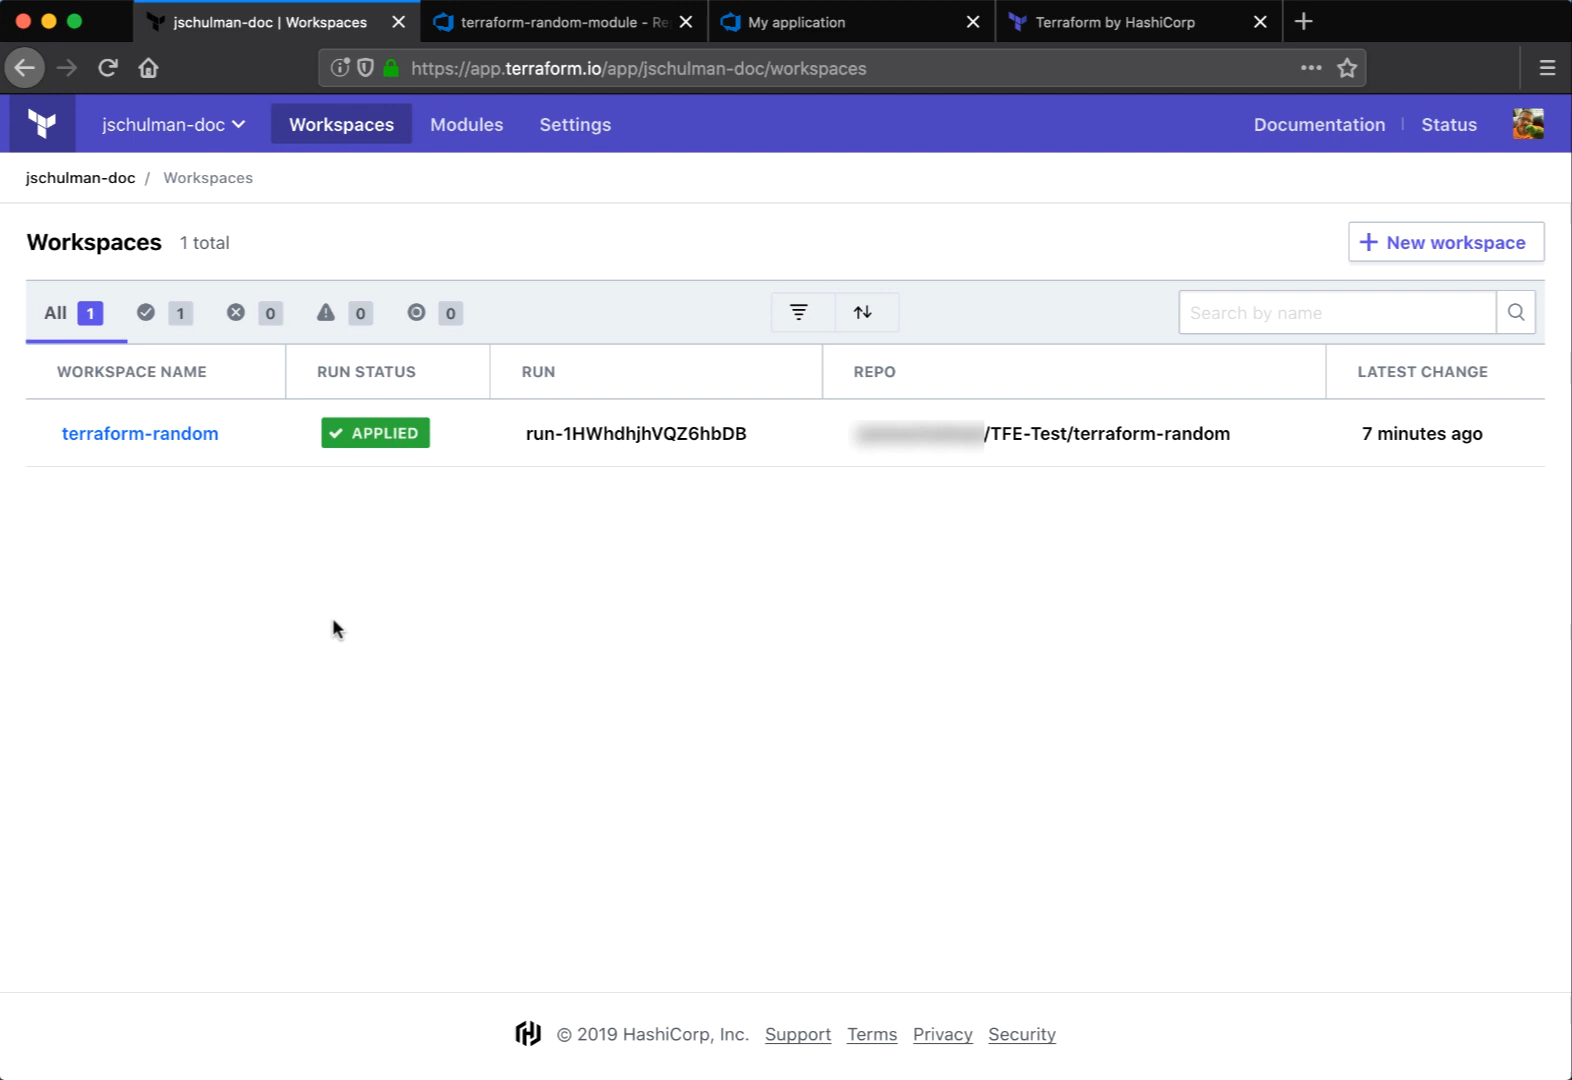 jschulman-doc | Workspaces
terraform-random-module - Re
My application
Terraform by HashiCorp
https://app.terraform.io/app/jschulman-doc/workspaces
jschulman-doc
Workspaces
Modules
Settings
Documentation
Status
jschulman-doc / Workspaces
Workspaces 1 total
+ New workspace
All 1
1
0
0
0
Search by name
WORKSPACE NAME
RUN STATUS
RUN
REPO
LATEST CHANGE
terraform-random
APPLIED
run-1HWhdhjhVQZ6hbDB
/TFE-Test/terraform-random
7 minutes ago
© 2019 HashiCorp, Inc. Support Terms Privacy Security